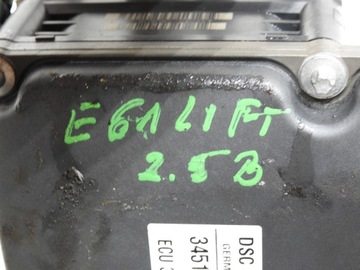 E61 LIFT
2.5B
DSC
GERM
3451
ECU 3